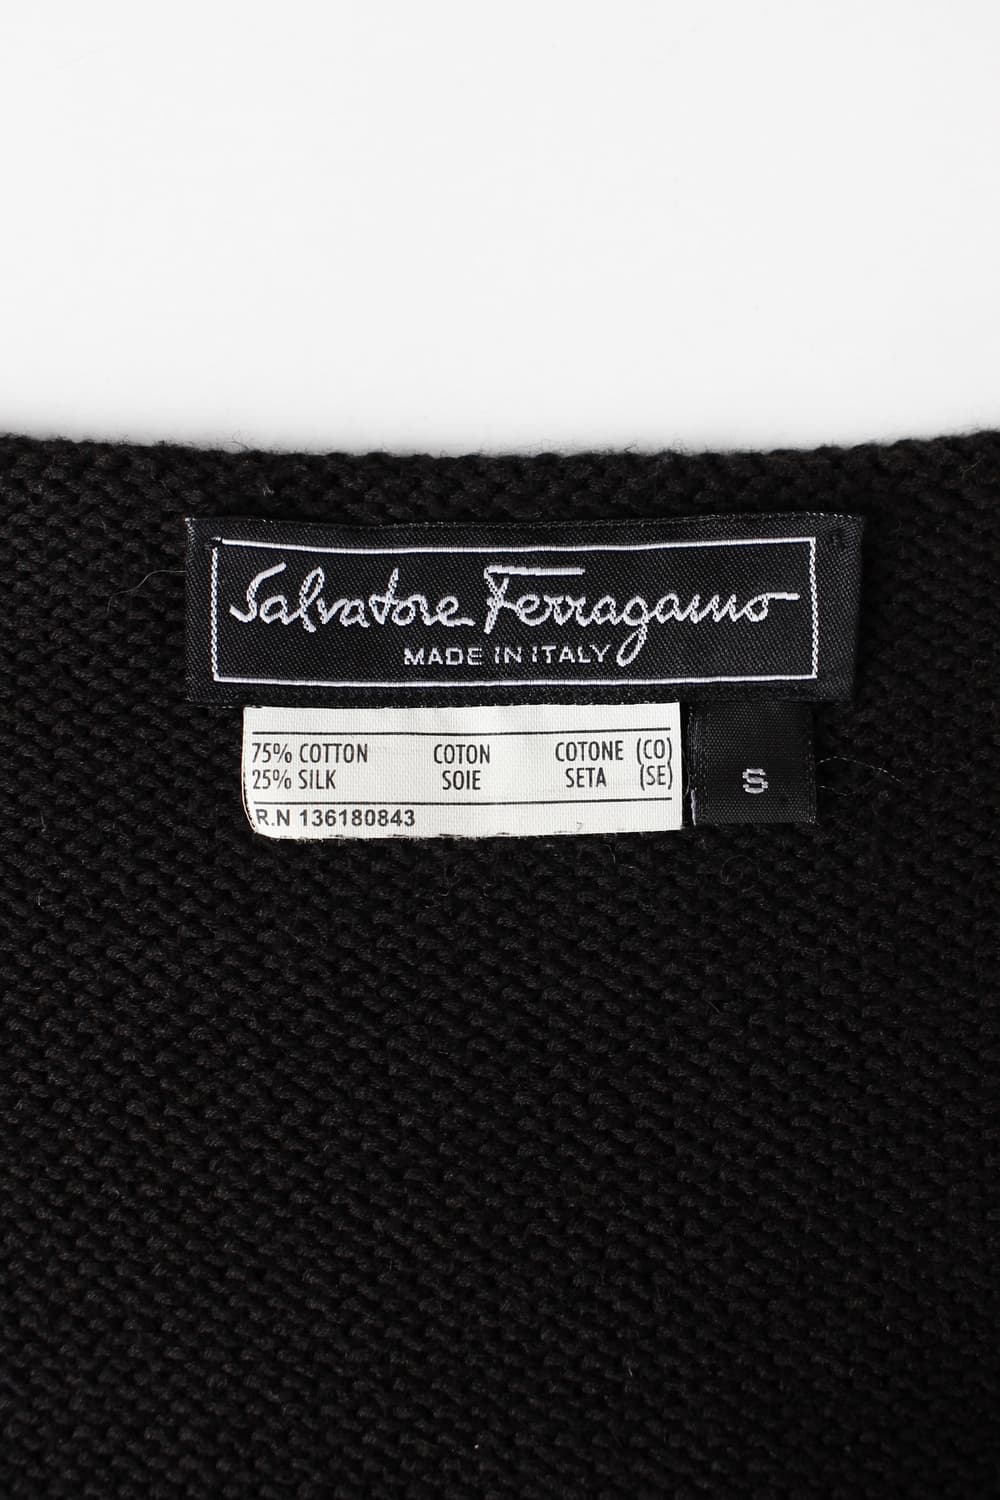 Salvatore Ferragamo
MADE IN ITALY
75% COTTON COTON COTONE (CO)
25% SILK SOIE SETA (SE)
R.N 136180843
S